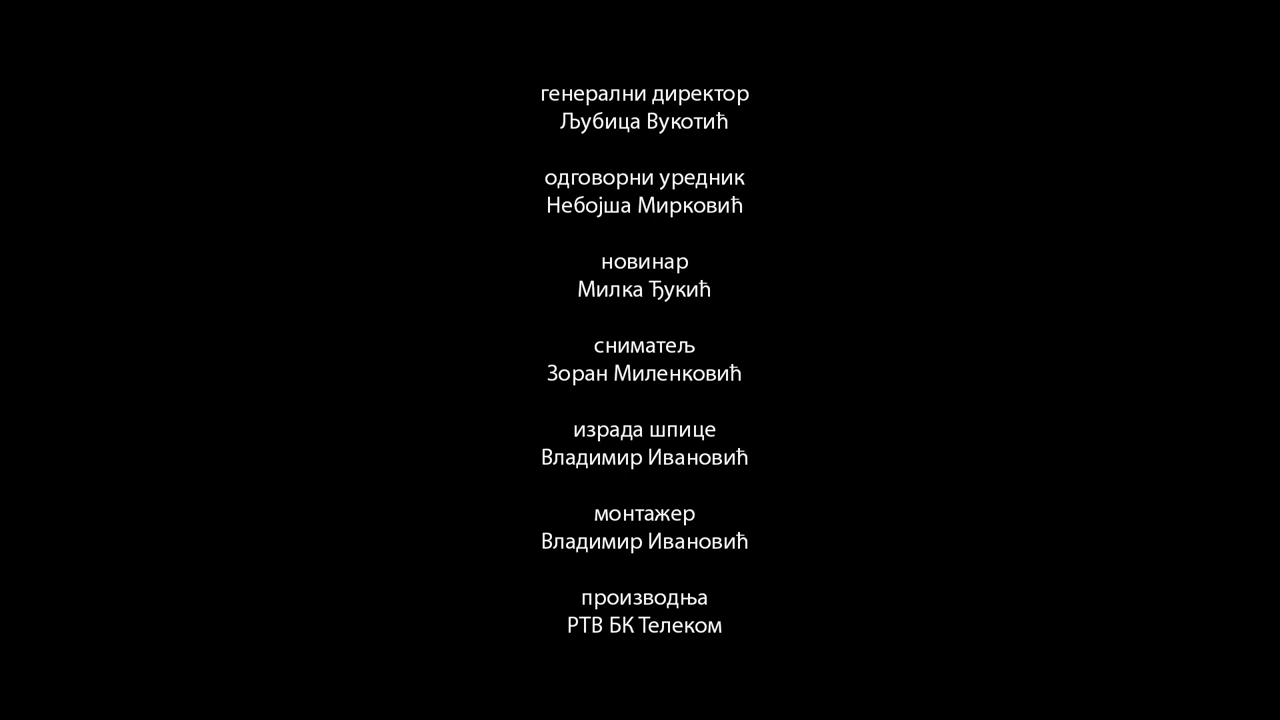 генерални директор
Љубица Вукотић
одговорни уредник
Небојша Мирковић
новинар
Милка Ђукић
сниматељ
Зоран Миленковић
израда шпице
Владимир Ивановић
монтажер
Владимир Ивановић
производња
РТВ БК Телеком